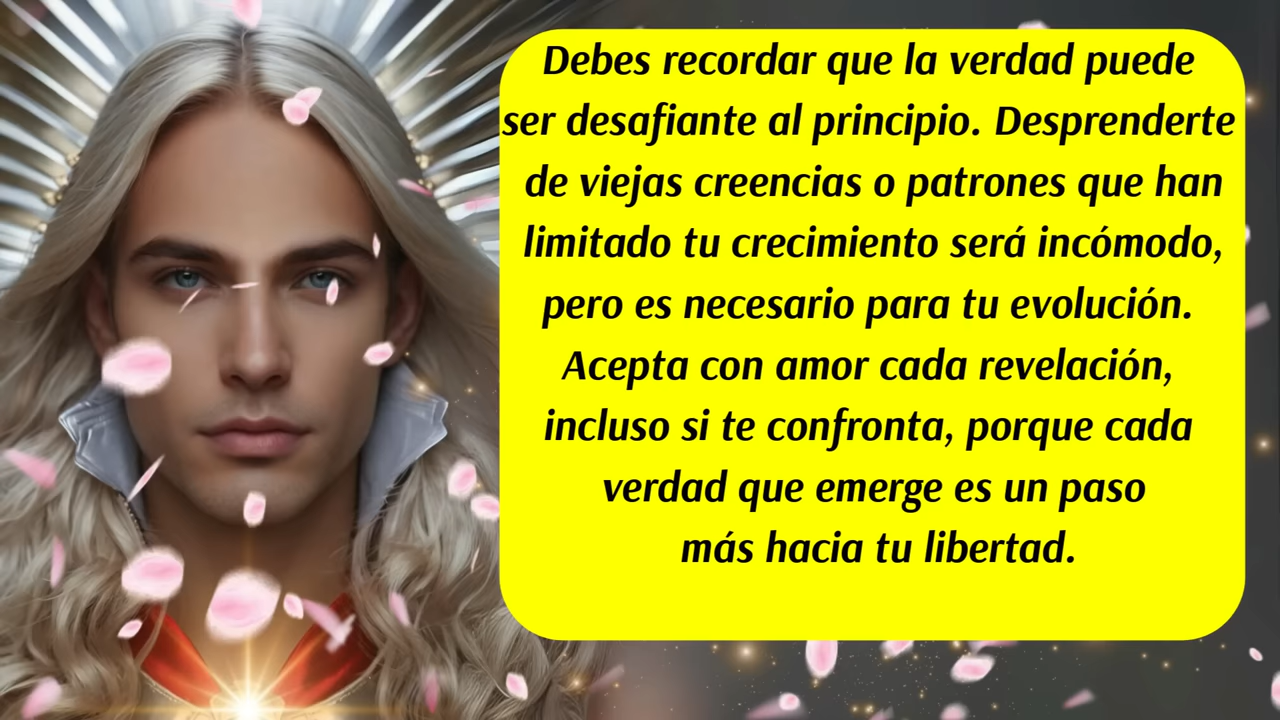 Debes recordar que la verdad puede
ser desafiante al principio. Desprenderte
de viejas creencias o patrones que han
limitado tu crecimiento será incómodo,
pero es necesario para tu evolución.
Acepta con amor cada revelación,
incluso si te confronta, porque cada
verdad que emerge es un paso
más hacia tu libertad.